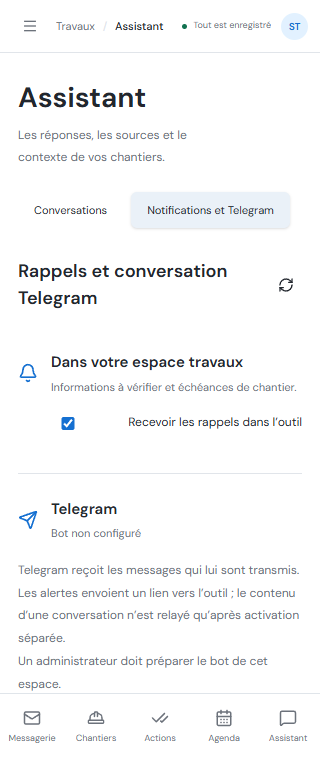 Travaux / Assistant
Tout est enregistré
ST
Assistant
Les réponses, les sources et le
contexte de vos chantiers.
Conversations
Notifications et Telegram
Rappels et conversation
Telegram
Dans votre espace travaux
Informations à vérifier et échéances de chantier.
Recevoir les rappels dans l’outil
Telegram
Bot non configuré
Telegram reçoit les messages qui lui sont transmis.
Les alertes envoient un lien vers l’outil ; le contenu
d’une conversation n’est relayé qu’après activation
séparée.
Un administrateur doit préparer le bot de cet
espace.
Messagerie
Chantiers
Actions
Agenda
Assistant